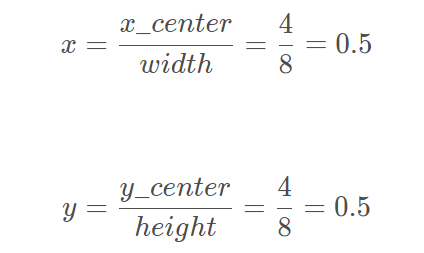 x = x_center / width = 4 / 8 = 0.5
y = y_center / height = 4 / 8 = 0.5